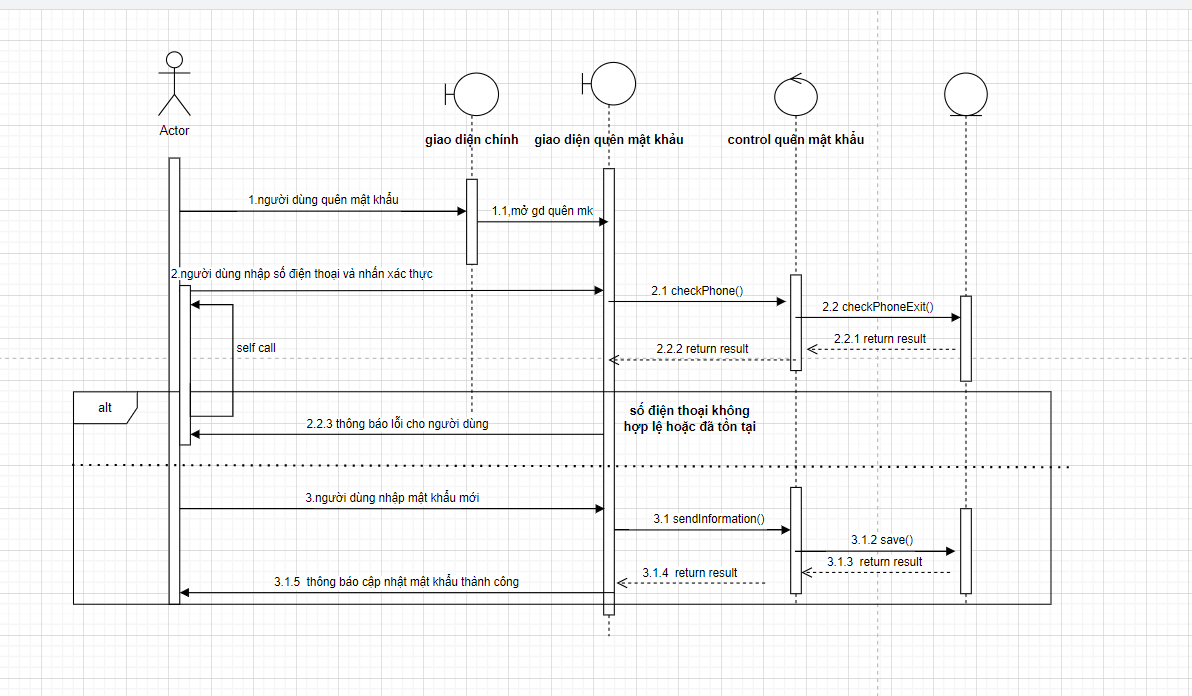 Actor
giao diện chính
giao diện quên mật khảu
control quên mật khẩu
1.người dùng quên mật khẩu
1.1,mở gd quên mk
2.người dùng nhập số điện thoại và nhấn xác thực
2.1 checkPhone()
2.2 checkPhoneExit()
2.2.1 return result
2.2.2 return result
self call
alt
số điện thoại không
hợp lệ hoặc đã tồn tại
2.2.3 thông báo lỗi cho người dùng
3.người dùng nhập mật khẩu mới
3.1 sendInformation()
3.1.2 save()
3.1.3 return result
3.1.4 return result
3.1.5 thông báo cập nhật mật khẩu thành công